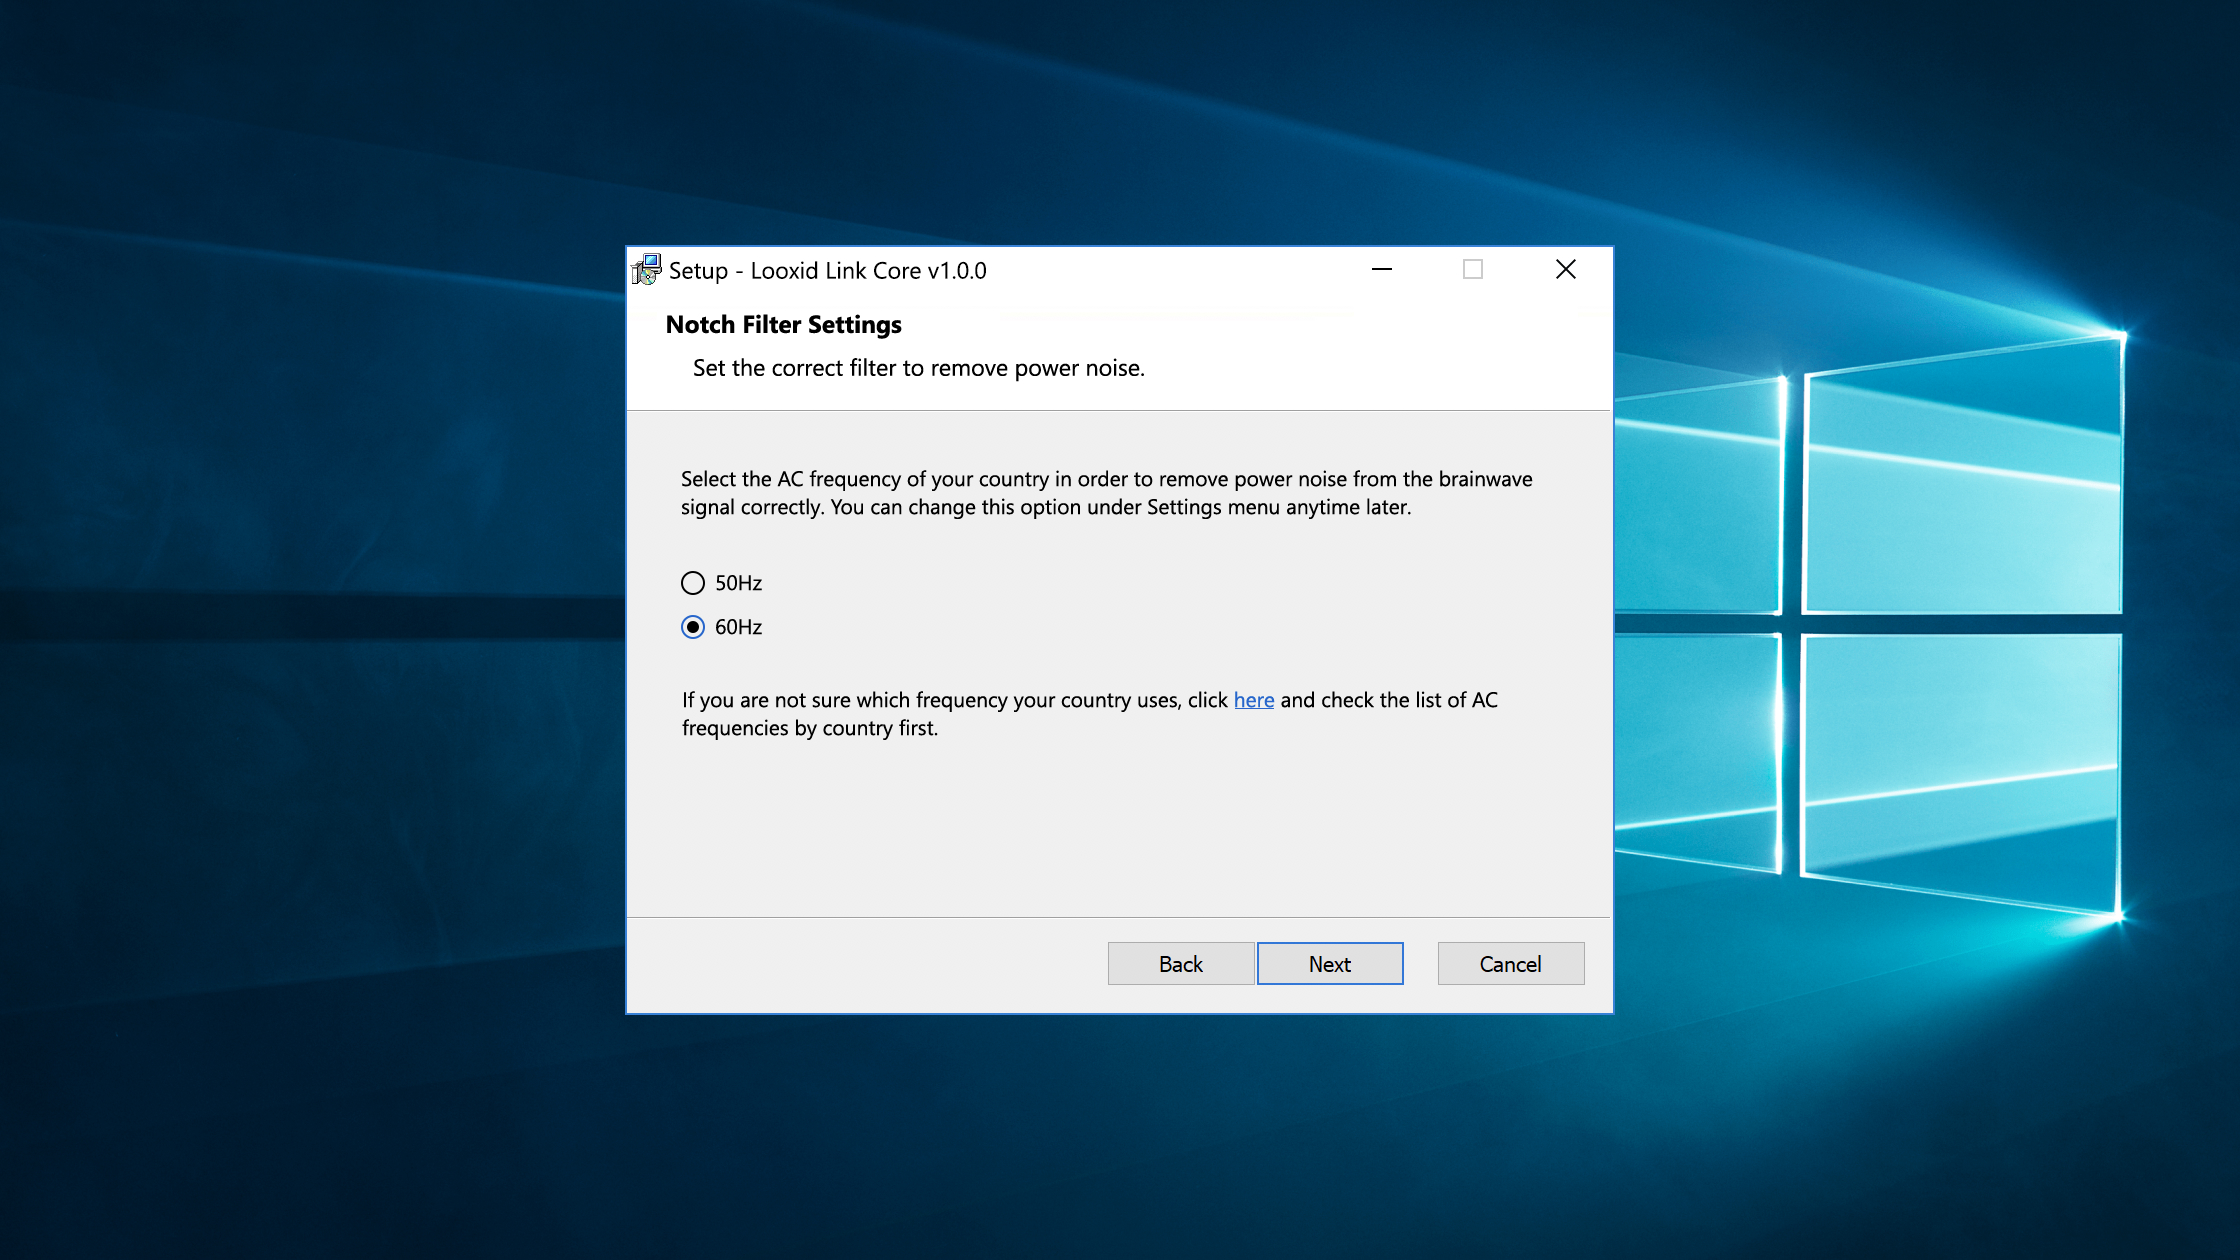 Setup - Looxid Link Core v1.0.0
Notch Filter Settings
Set the correct filter to remove power noise.
Select the AC frequency of your country in order to remove power noise from the brainwave
signal correctly. You can change this option under Settings menu anytime later.
50Hz
60Hz
If you are not sure which frequency your country uses, click here and check the list of AC
frequencies by country first.
Back Next Cancel